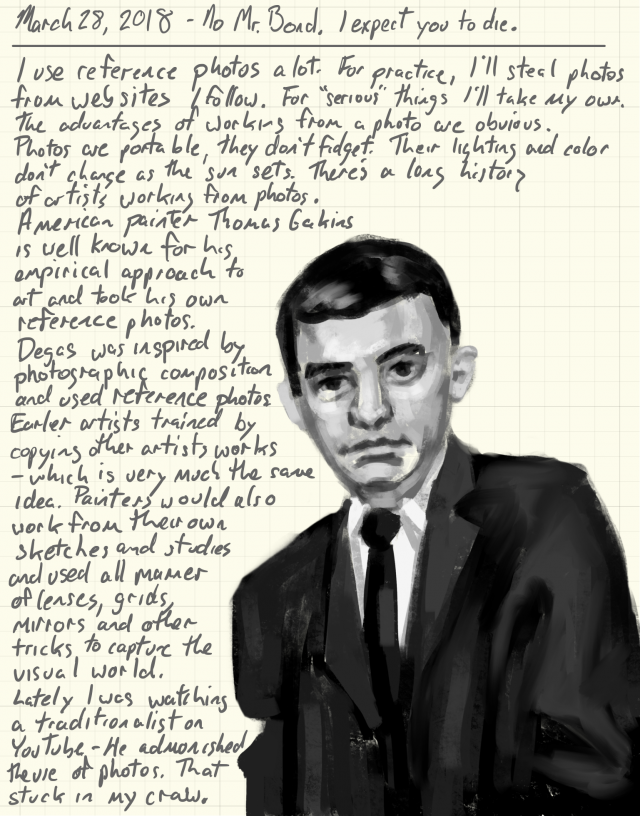 March 28, 2018 - No Mr. Bond. I expect you to die.
I use reference photos a lot. For practice, I'll steal photos
from websites I follow. For "serious" things I'll take my own.
The advantages of working from a photo are obvious.
Photos are portable, they don't fidget. Their lighting and color
don't change as the sun sets. There's a long history
of artists working from photos.
American painter Thomas Eakins
is well known for his
empirical approach to
art and took his own
reference photos.
Degas was inspired by
photographic composition
and used reference photos
Earlier artists trained by
copying other artists works
- which is very much the same
idea. Painters would also
work from their own
sketches and studies
and used all manner
of lenses, grids,
mirrors and other
tricks to capture the
visual world.
Lately I was watching
a traditionalist on
YouTube - He admonished
the use of photos. That
stuck in my craw.